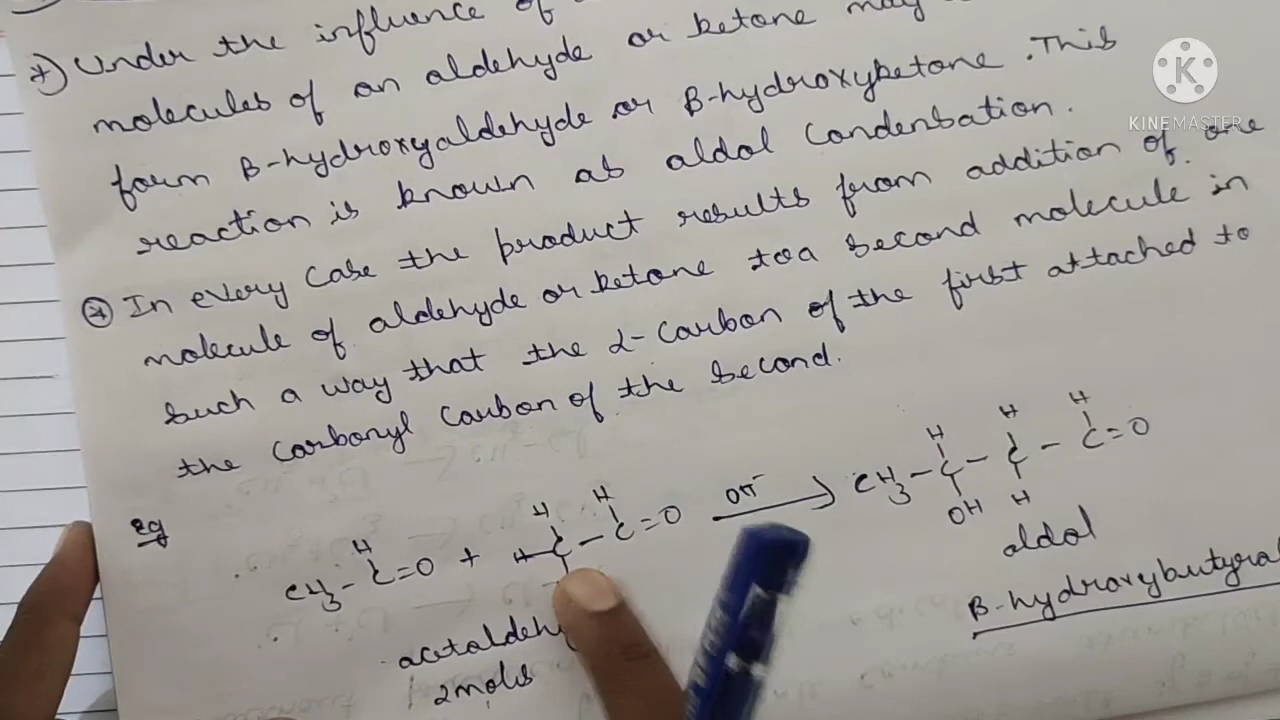 *) Under the influence of
molecules of an aldehyde or ketone may
form β-hydroxyaldehyde or β-hydroxyketone. This
reaction is known as aldol condensation.
* In every case the product results from addition of one
molecule of aldehyde or ketone to a second molecule in
such a way that the α-carbon of the first attached to
the carbonyl carbon of the second.
eg
H H H H H H
CH3-C=O + H-C-C=O OH- → CH3-C-C-C=O
OH H
acetaldehy aldol
2 mols β-hydroxybutyral
K
KINEMASTER